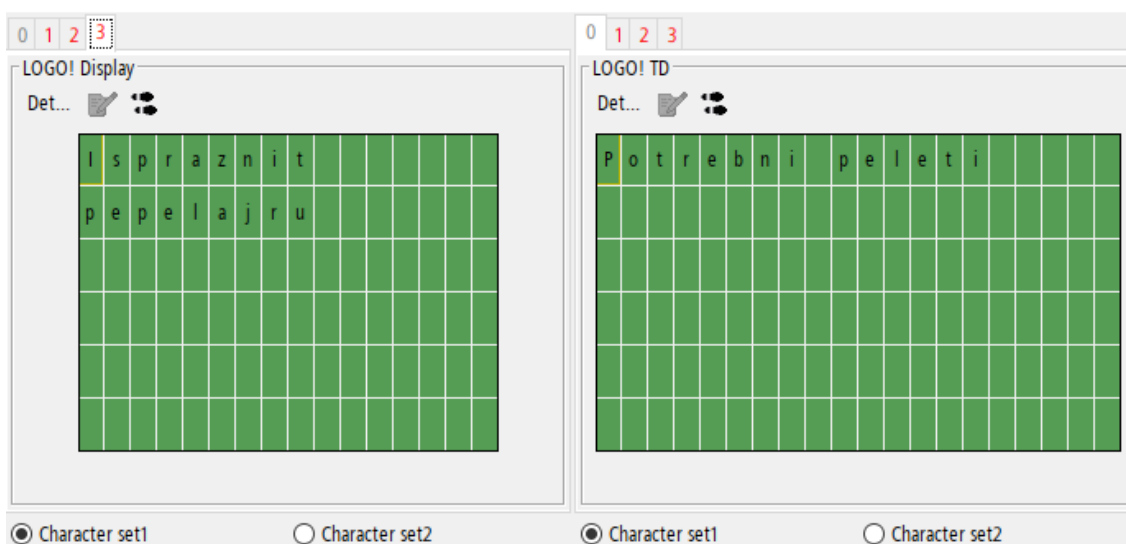 0 1 2 3
LOGO! Display
Det...
Ispraznit
pepelajru
Character set1
Character set2
0 1 2 3
LOGO! TD
Det...
Potrebni peleti
Character set1
Character set2